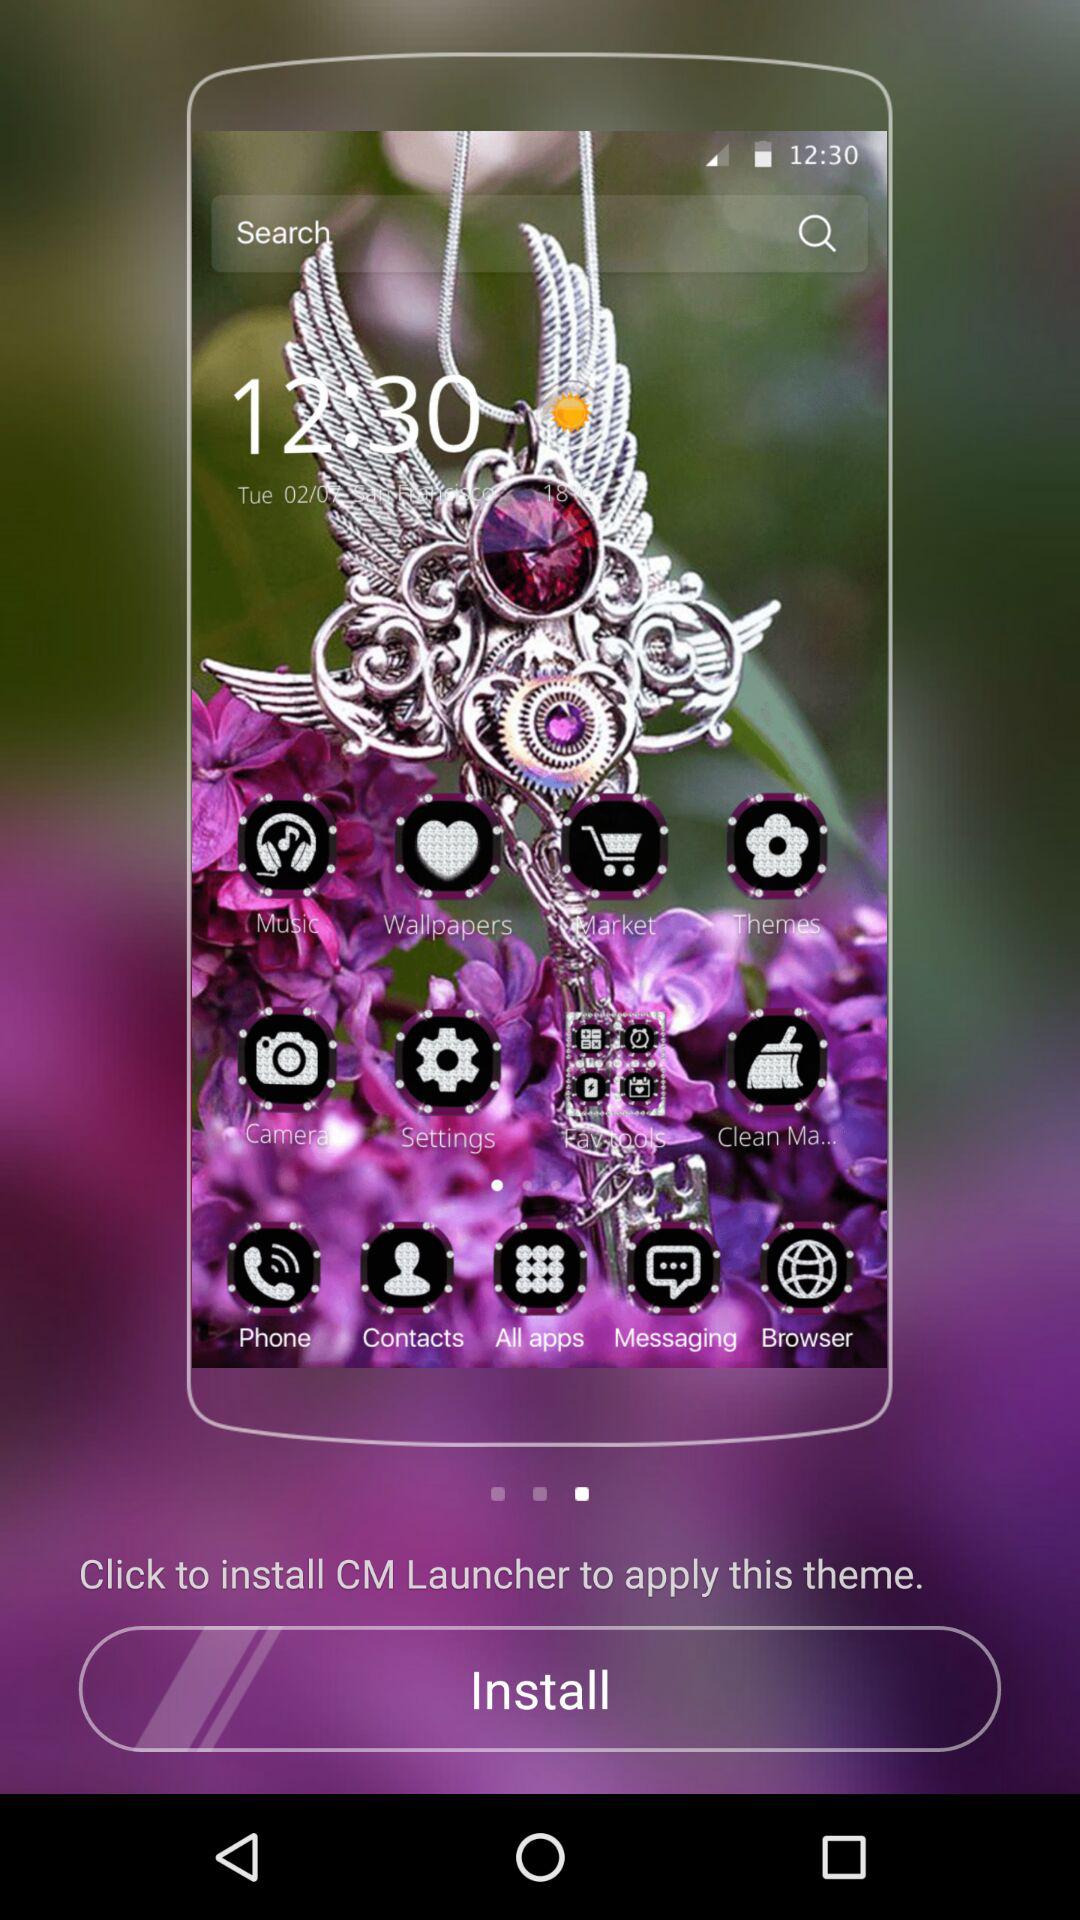 12:30
Search
12:30
Tue 02/07 San Francisco 18
Music Wallpapers Market Themes
Camera Settings Fav tools Clean Ma...
Phone Contacts All apps Messaging Browser
Click to install CM Launcher to apply this theme.
Install